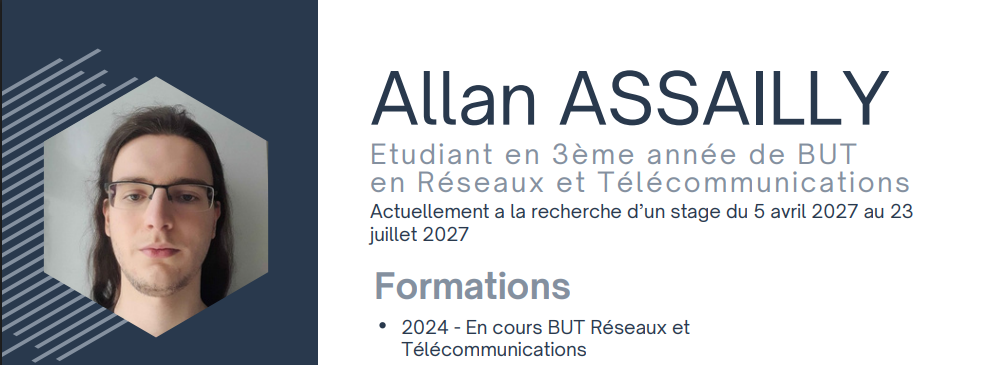 Allan ASSAILLY
Etudiant en 3ème année de BUT
en Réseaux et Télécommunications
Actuellement a la recherche d’un stage du 5 avril 2027 au 23
juillet 2027
Formations
• 2024 - En cours BUT Réseaux et
Télécommunications